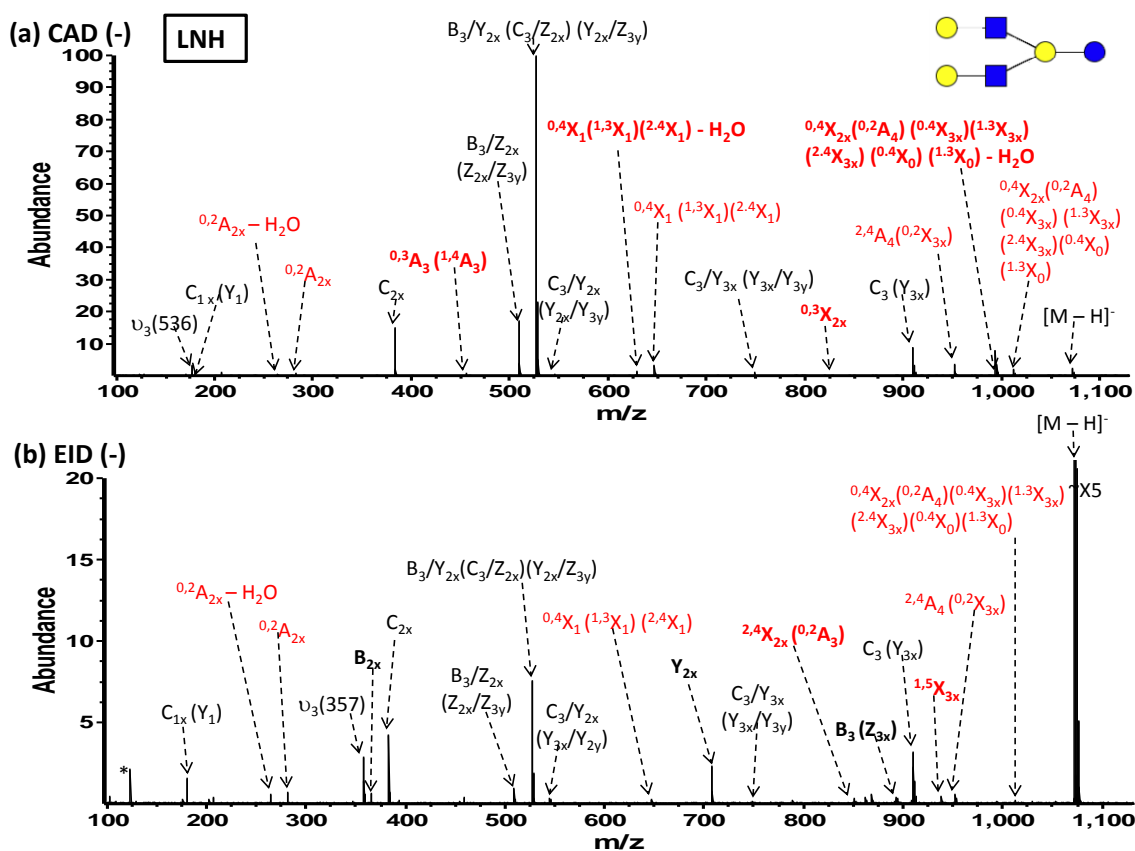 (a) CAD (-)
LNH
B₃/Y₂ₓ (C₃/Z₂ₓ) (Y₂ₓ/Z₃y)
⁰,⁴X₁(¹,³X₁)(²·⁴X₁) - H₂O
⁰,⁴X₂ₓ(⁰,²A₄) (⁰·⁴X₃ₓ)(¹·³X₃ₓ)
(²·⁴X₃ₓ) (⁰·⁴X₀) (¹·³X₀) - H₂O
B₃/Z₂ₓ
(Z₂ₓ/Z₃y)
⁰,⁴X₁ (¹,³X₁)(²·⁴X₁)
⁰,⁴X₂ₓ(⁰,²A₄)
(⁰·⁴X₃ₓ) (¹·³X₃ₓ)
(²·⁴X₃ₓ)(⁰·⁴X₀)
(¹·³X₀)
⁰,²A₂ₓ – H₂O
⁰,²A₂ₓ
⁰,³A₃ (¹,⁴A₃)
²,⁴A₄(⁰,²X₃ₓ)
C₁ₓ (Y₁)
υ₃(536)
C₂ₓ
C₃/Y₂ₓ
(Y₂ₓ/Y₃y)
C₃/Y₃ₓ (Y₃ₓ/Y₃y)
⁰,³X₂ₓ
C₃ (Y₃ₓ)
[M – H]⁻
Abundance
100
90
80
70
60
50
40
30
20
10
100 200 300 400 500 600 700 800 900 1,000 1,100
m/z
(b) EID (-)
[M – H]⁻
~X5
⁰,⁴X₂ₓ(⁰,²A₄)(⁰·⁴X₃ₓ)(¹·³X₃ₓ)
(²·⁴X₃ₓ)(⁰·⁴X₀)(¹·³X₀)
B₃/Y₂ₓ(C₃/Z₂ₓ)(Y₂ₓ/Z₃y)
⁰,²A₂ₓ – H₂O
⁰,²A₂ₓ
C₂ₓ
B₂ₓ
⁰,⁴X₁ (¹,³X₁) (²,⁴X₁)
²,⁴X₂ₓ (⁰,²A₃)
²,⁴A₄ (⁰,²X₃ₓ)
B₃/Z₂ₓ
(Z₂ₓ/Z₃y)
Y₂ₓ
C₃ (Y₃ₓ)
¹,⁵X₃ₓ
C₁ₓ (Y₁)
υ₃(357)
C₃/Y₂ₓ
(Y₃ₓ/Y₂y)
C₃/Y₃ₓ
(Y₃ₓ/Y₃y)
B₃ (Z₃ₓ)
*
Abundance
20
15
10
5
100 200 300 400 500 600 700 800 900 1,000 1,100
m/z